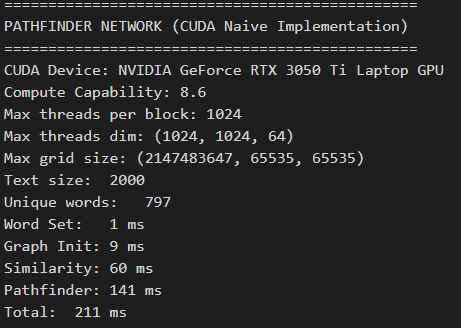 ================================================
PATHFINDER NETWORK (CUDA Naive Implementation)
================================================
CUDA Device: NVIDIA GeForce RTX 3050 Ti Laptop GPU
Compute Capability: 8.6
Max threads per block: 1024
Max threads dim: (1024, 1024, 64)
Max grid size: (2147483647, 65535, 65535)
Text size:  2000
Unique words:   797
Word Set:   1 ms
Graph Init: 9 ms
Similarity: 60 ms
Pathfinder: 141 ms
Total:  211 ms